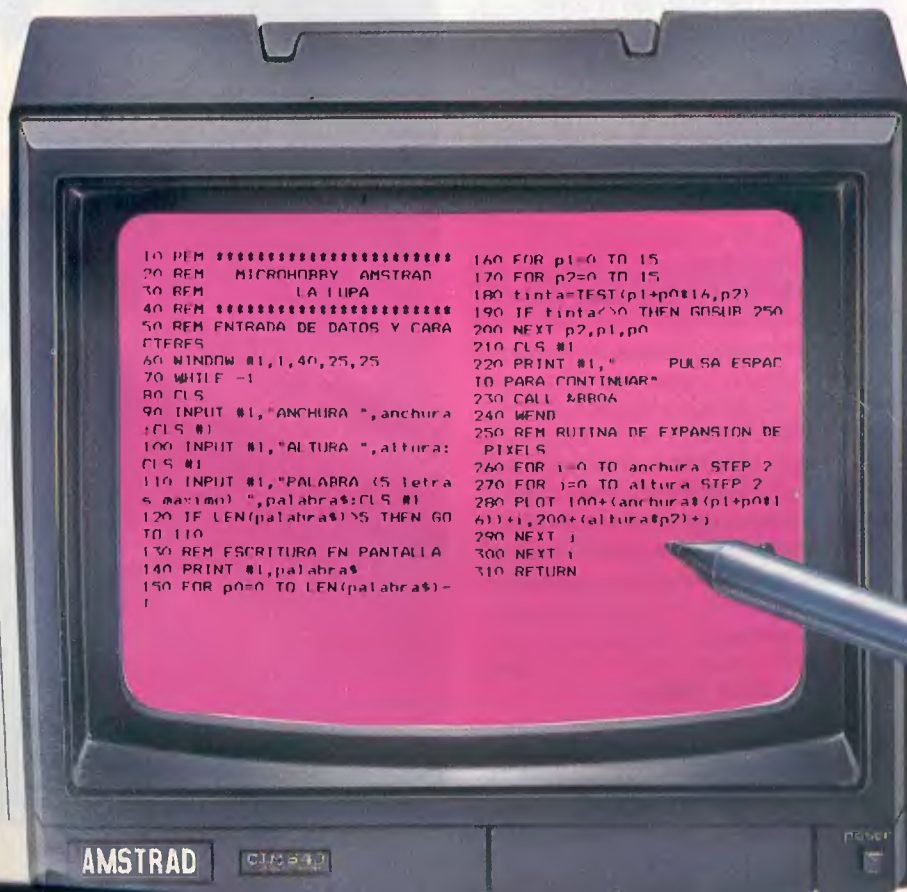 10 REM ************************
20 REM MICROHOBBY AMSTRAD
30 REM LA LUPA
40 REM ************************
50 REM ENTRADA DE DATOS Y CARA
CTERES
60 WINDOW #1,1,40,25,25
70 WHILE -1
80 CLS
90 INPUT #1,"ANCHURA ",anchura
:CLS #1
100 INPUT #1,"ALTURA ",altura:
CLS #1
110 INPUT #1,"PALABRA (5 letra
s maximo) ",palabra$:CLS #1
120 IF LEN(palabra$)>5 THEN GO
TO 110
130 REM ESCRITURA EN PANTALLA
140 PRINT #1,palabra$
150 FOR p0=0 TO LEN(palabra$)-
1
160 FOR p1=0 TO 15
170 FOR p2=0 TO 15
180 tinta=TEST(p1+p0*16,p2)
190 IF tinta<>0 THEN GOSUB 250
200 NEXT p2,p1,p0
210 CLS #1
220 PRINT #1," PULSA ESPAC
IO PARA CONTINUAR"
230 CALL &BB06
240 WEND
250 REM RUTINA DE EXPANSION DE
PIXELS
260 FOR i=0 TO anchura STEP 2
270 FOR j=0 TO altura STEP 2
280 PLOT 100+(anchura*(p1+p0*1
6))+i,200+(altura*p2)+j
290 NEXT j
300 NEXT i
310 RETURN
AMSTRAD
POWER